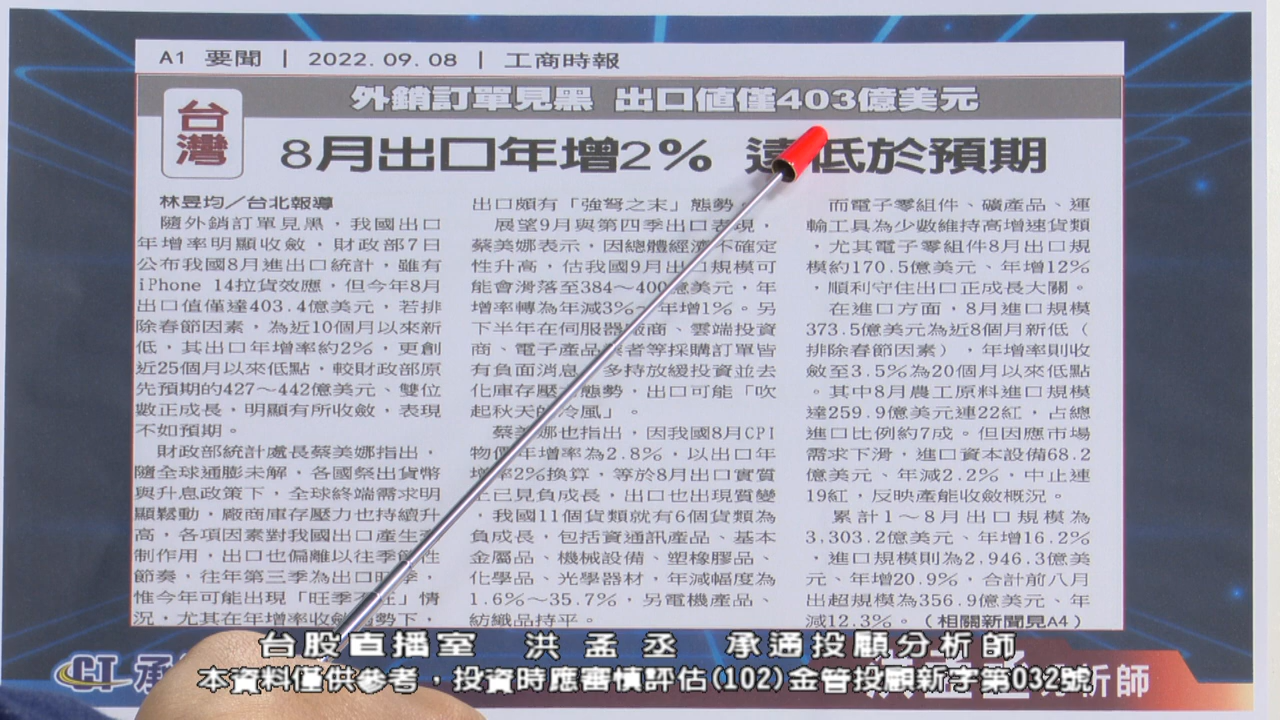 A1 要聞 | 2022.09.08 | 工商時報
台灣
外銷訂單見黑 出口值僅403億美元
8月出口年增2% 遠低於預期
林昱均／台北報導
隨外銷訂單見黑，我國出口
年增率明顯收斂，財政部7日
公布我國8月進出口統計，雖有
iPhone 14拉貨效應，但今年8月
出口值僅達403.4億美元，若排
除春節因素，為近10個月以來新
低，其出口年增率約2%，更創
近25個月以來低點，較財政部原
先預期的427～442億美元、雙位
數正成長，明顯有所收斂，表現
不如預期。
財政部統計處長蔡美娜指出，
隨全球通膨未解，各國祭出貨幣
與升息政策下，全球終端需求明
顯鬆動，廠商庫存壓力也持續升
高，各項因素對我國出口產生
制作用，出口也偏離以往季節性
節奏，往年第三季為出口旺季，
惟今年可能出現「旺季不旺」情
況，尤其在年增率收斂 勢下，
出口頗有「強弩之末」態勢，
展望9月與第四季出口表現，
蔡美娜表示，因總體經濟不確定
性升高，估我國9月出口規模可
能會滑落至384～400億美元，年
增率轉為年減3%～年增1%。另
下半年在伺服器廠商、雲端投資
商、電子產品業者等採購訂單皆
有負面消息，多持放緩投資並去
化庫存壓力態勢，出口可能「吹
起秋天的冷風」。
蔡美娜也指出，因我國8月CPI
物價年增率為2.8%，以出口年
增率2%換算，等於8月出口實質
上已見負成長，出口也出現質變
，我國11個貨類就有6個貨類為
負成長，包括資通訊產品、基本
金屬品、機械設備、塑橡膠品、
化學品、光學器材，年減幅度為
1.6%～35.7%，另電機產品、
紡織品持平。
而電子零組件、礦產品、運
輸工具為少數維持高增速貨類
，尤其電子零組件8月出口規
模約170.5億美元、年增12%
，順利守住出口正成長大關。
在進口方面，8月進口規模
373.5億美元為近8個月新低（
排除春節因素），年增率則收
斂至3.5%為20個月以來低點
。其中8月農工原料進口規模
達259.9億美元連22紅，占總
進口比例約7成。但因應市場
需求下滑，進口資本設備68.2
億美元、年減2.2%，中止連
19紅，反映產能收斂概況。
累計1～8月出口規模為
3,303.2億美元、年增16.2%
，進口規模則為2,946.3億美
元、年增20.9%，合計前八月
出超規模為356.9億美元、年
減12.3%。（相關新聞見A4）
台股直播室 洪孟丞 承通投顧分析師
本資料僅供參考，投資時應審慎評估(102)金管投顧新字第032號
承
分析師